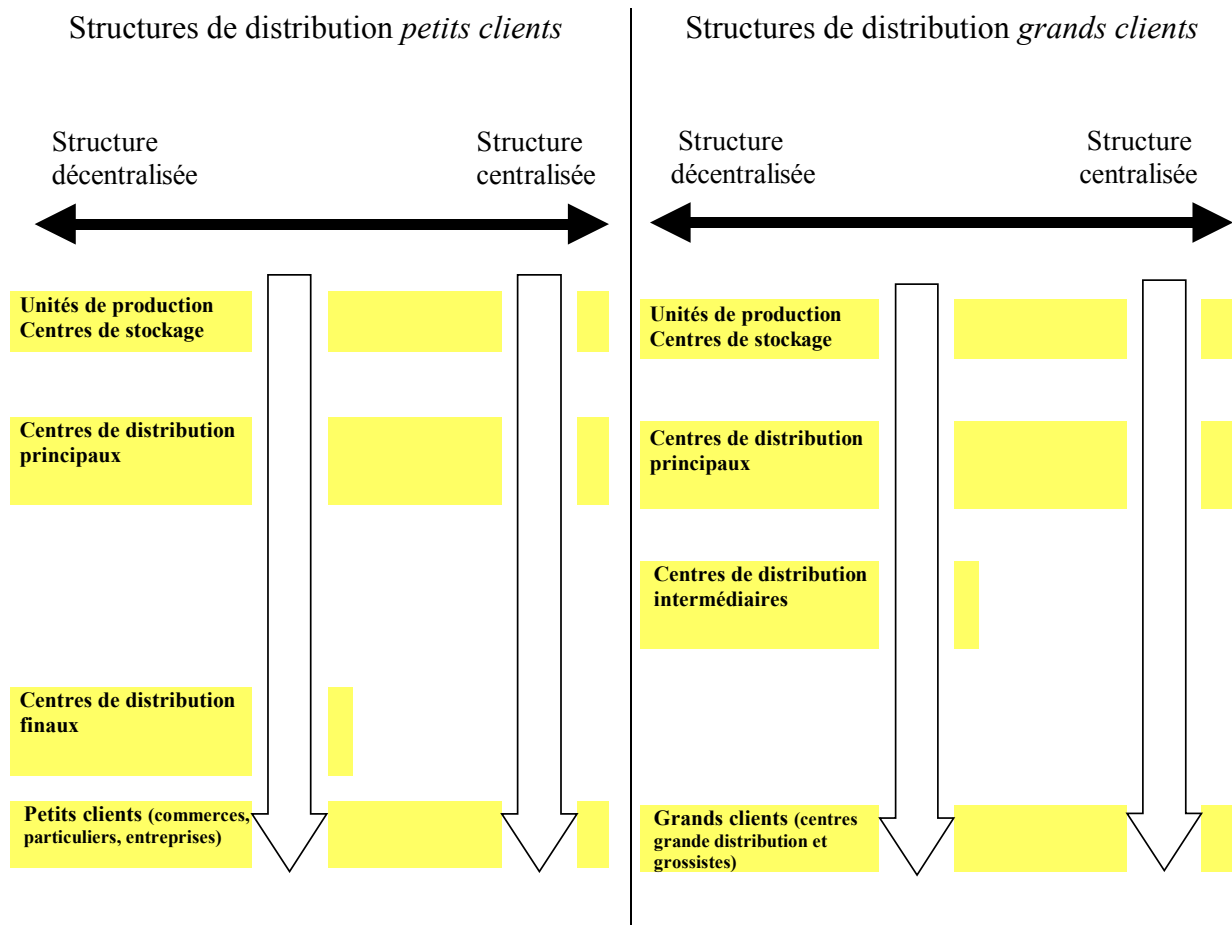 Structures de distribution petits clients
Structure
décentralisée
Structure
centralisée
Unités de production
Centres de stockage
Centres de distribution
principaux
Centres de distribution
finaux
Petits clients (commerces,
particuliers, entreprises)
Structures de distribution grands clients
Structure
décentralisée
Structure
centralisée
Unités de production
Centres de stockage
Centres de distribution
principaux
Centres de distribution
intermédiaires
Grands clients (centres
grande distribution et
grossistes)